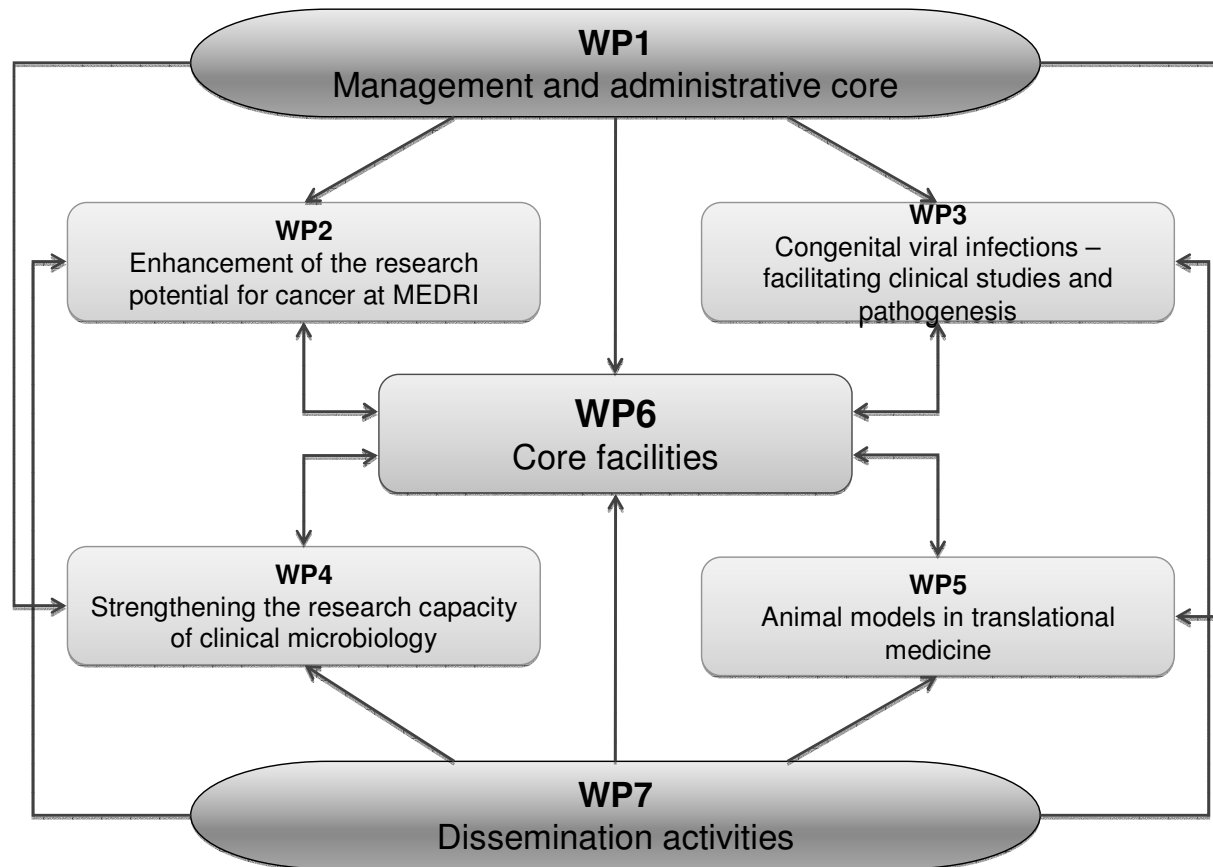 WP1
Management and administrative core
WP2
Enhancement of the research
potential for cancer at MEDRI
WP3
Congenital viral infections –
facilitating clinical studies and
pathogenesis
WP6
Core facilities
WP4
Strengthening the research capacity
of clinical microbiology
WP5
Animal models in translational
medicine
WP7
Dissemination activities